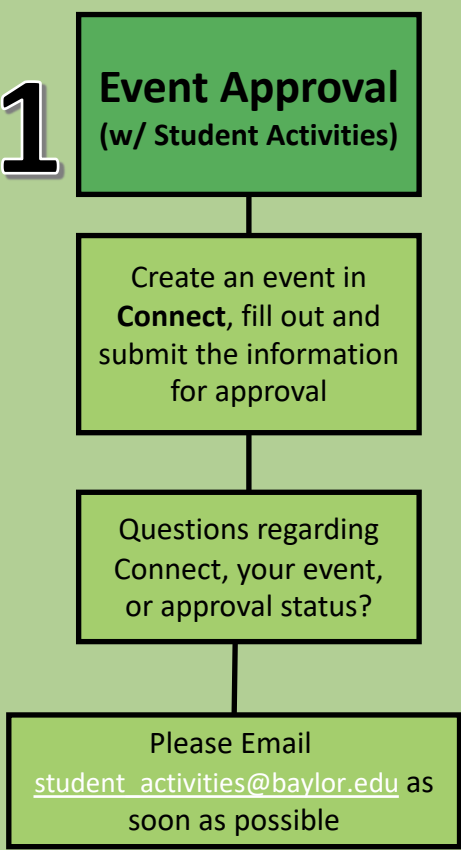 1
Event Approval
(w/ Student Activities)
Create an event in
Connect, fill out and
submit the information
for approval
Questions regarding
Connect, your event,
or approval status?
Please Email
student_activities@baylor.edu as
soon as possible